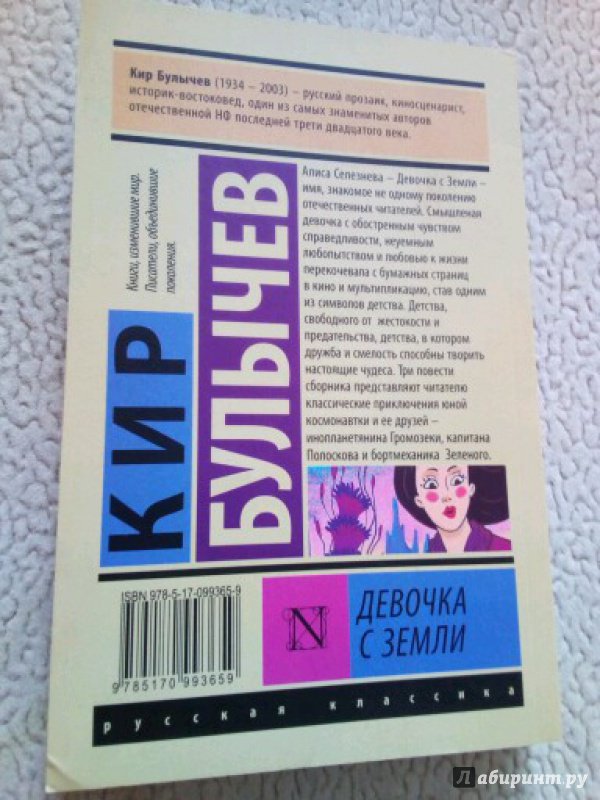 Кир Булычев (1934 – 2003) – русский прозаик, киносценарист,
историк-востоковед, один из самых знаменитых авторов
отечественной НФ последней трети двадцатого века.
Книги, изменившие мир.
Писатели, объединившие
поколения.
КИР
БУЛЫЧЕВ
Алиса Селезнева – Девочка с Земли –
имя, знакомое не одному поколению
отечественных читателей. Смышленая
девочка с обостренным чувством
справедливости, неуемным
любопытством и любовью к жизни
перекочевала с бумажных страниц
в кино и мультипликацию, став одним
из символов детства. Детства,
свободного от жестокости и
предательства, детства, в котором
дружба и смелость способны творить
настоящие чудеса. Три повести
сборника представляют читателю
классические приключения юной
космонавтки и ее друзей –
инопланетянина Громозеки, капитана
Полоскова и бортмеханика Зеленого.
ISBN 978-5-17-099365-9
9 785170 993659
N
ДЕВОЧКА
С ЗЕМЛИ
русская классика
Лабиринт.ру